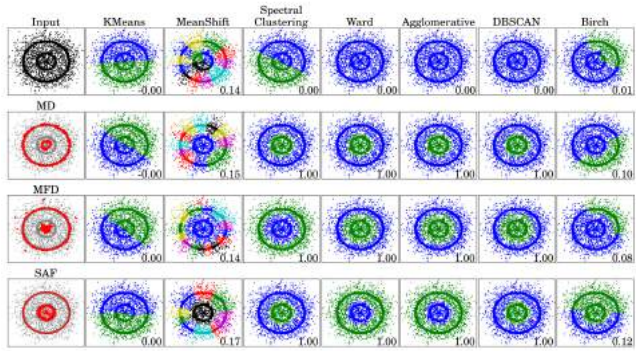 Input KMeans MeanShift Spectral Clustering Ward Agglomerative DBSCAN Birch
-0.00 0.14 0.00 0.00 0.00 0.00 0.01
MD
-0.00 0.15 1.00 1.00 1.00 1.00 0.10
MFD
0.00 0.14 1.00 1.00 1.00 1.00 0.08
SAF
0.00 0.17 1.00 1.00 1.00 1.00 0.12